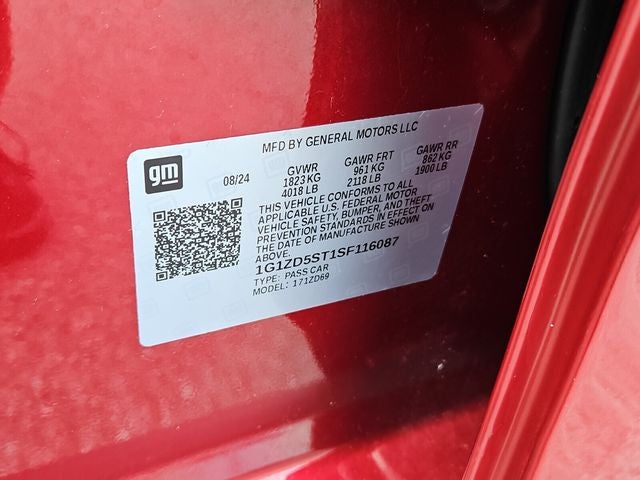 MFD BY GENERAL MOTORS LLC
gm
08/24
GVWR GAWR FRT GAWR RR
1823 KG 961 KG 862 KG
4018 LB 2118 LB 1900 LB
THIS VEHICLE CONFORMS TO ALL
APPLICABLE U.S. FEDERAL MOTOR
VEHICLE SAFETY, BUMPER, AND THEFT
PREVENTION STANDARDS IN EFFECT ON
THE DATE OF MANUFACTURE SHOWN
ABOVE.
1G1ZD5ST1SF116087
TYPE: PASS CAR
MODEL: 171ZD69